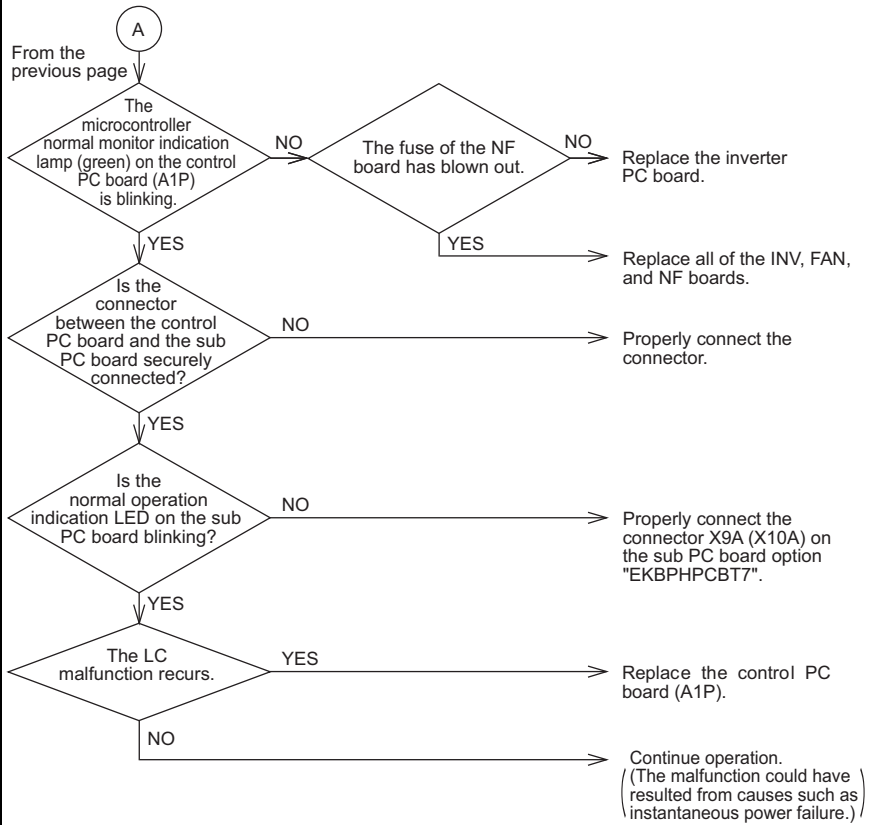 A
From the
previous page
The
microcontroller
normal monitor indication
lamp (green) on the control
PC board (A1P)
is blinking.
NO
The fuse of the NF
board has blown out.
NO
Replace the inverter
PC board.
YES
YES
Replace all of the INV, FAN,
and NF boards.
Is the
connector
between the control
PC board and the sub
PC board securely
connected?
NO
Properly connect the
connector.
YES
Is the
normal operation
indication LED on the sub
PC board blinking?
NO
Properly connect the
connector X9A (X10A) on
the sub PC board option
"EKBPHPCBT7".
YES
The LC
malfunction recurs.
YES
Replace the control PC
board (A1P).
NO
Continue operation.
(The malfunction could have
resulted from causes such as
instantaneous power failure.)